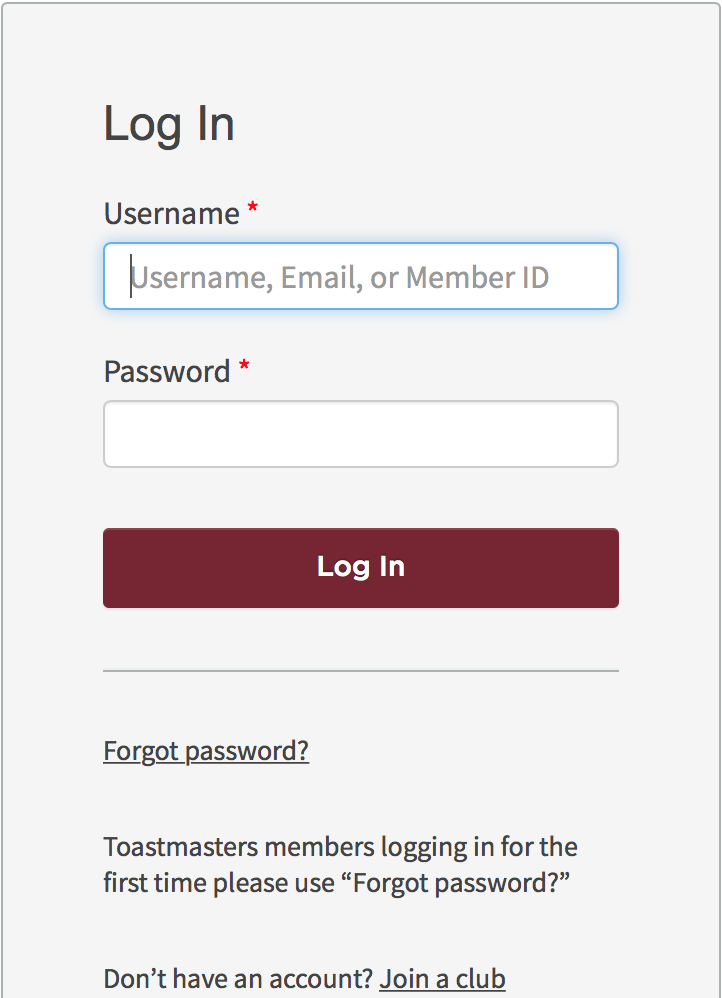 Log In
Username *
Username, Email, or Member ID
Password *
Log In
Forgot password?
Toastmasters members logging in for the
first time please use “Forgot password?”
Don’t have an account? Join a club